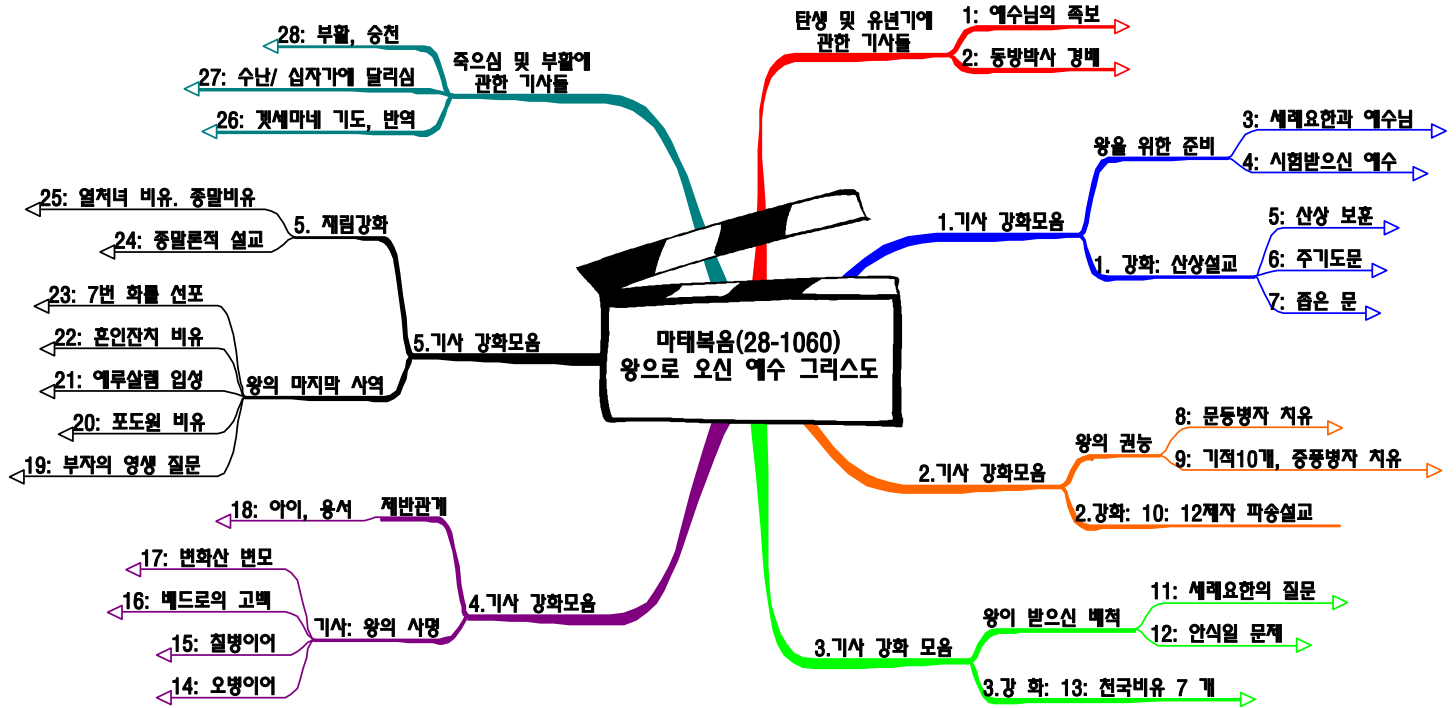 마태복음(28-1060)
왕으로 오신 예수 그리스도
탄생 및 유년기에
관한 기사들
1: 예수님의 족보
2: 동방박사 경배
1.기사 강화모음
왕을 위한 준비
3: 세례요한과 예수님
4: 시험받으신 예수
1. 강화: 산상설교
5: 산상 보훈
6: 주기도문
7: 좁은 문
2.기사 강화모음
왕의 권능
8: 문둥병자 치유
9: 기적10개, 중풍병자 치유
2.강화: 10: 12제자 파송설교
3.기사 강화 모음
왕이 받으신 배척
11: 세례요한의 질문
12: 안식일 문제
3.강 화: 13: 천국비유 7 개
4.기사 강화모음
제반관계
18: 아이, 용서
기사: 왕의 사명
17: 변화산 변모
16: 베드로의 고백
15: 칠병이어
14: 오병이어
5.기사 강화모음
5. 재림강화
25: 열처녀 비유. 종말비유
24: 종말론적 설교
왕의 마지막 사역
23: 7번 화를 선포
22: 혼인잔치 비유
21: 예루살렘 입성
20: 포도원 비유
19: 부자의 영생 질문
죽으심 및 부활에
관한 기사들
28: 부활, 승천
27: 수난/ 십자가에 달리심
26: 겟세마네 기도, 반역